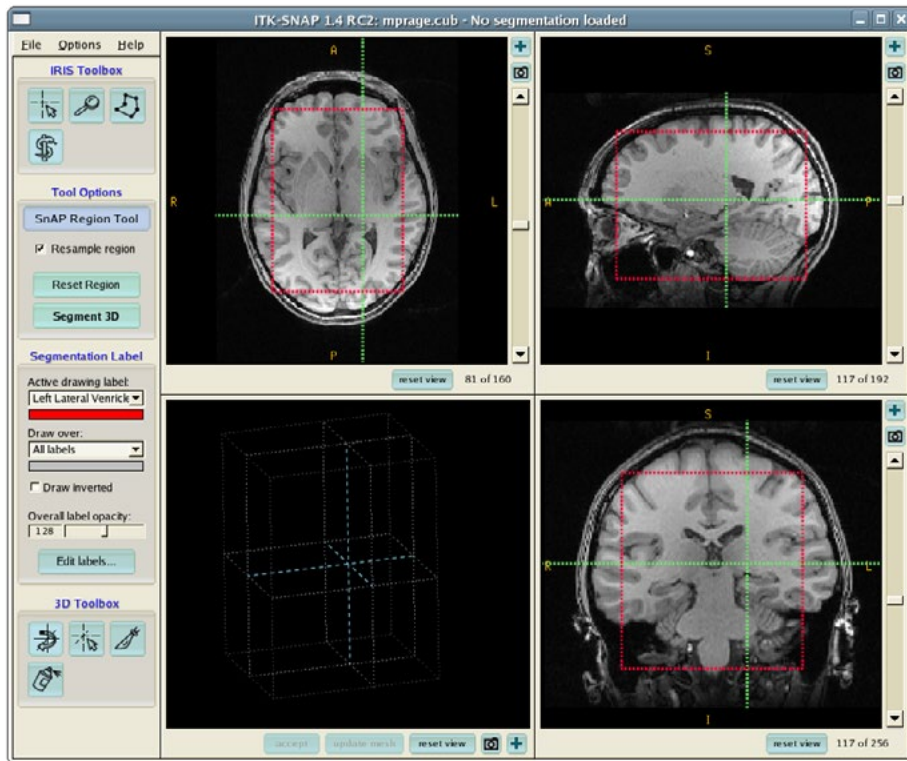 ITK-SNAP 1.4 RC2: mprage.cub - No segmentation loaded
File Options Help
IRIS Toolbox
Tool Options
SnAP Region Tool
Resample region
Reset Region
Segment 3D
Segmentation Label
Active drawing label:
Left Lateral Venrick
Draw over:
All labels
Draw inverted
Overall label opacity:
128
Edit labels...
3D Toolbox
A
R
L
P
reset view 81 of 160
S
A
P
I
reset view 117 of 192
accept update mesh reset view
S
R
L
I
reset view 117 of 256